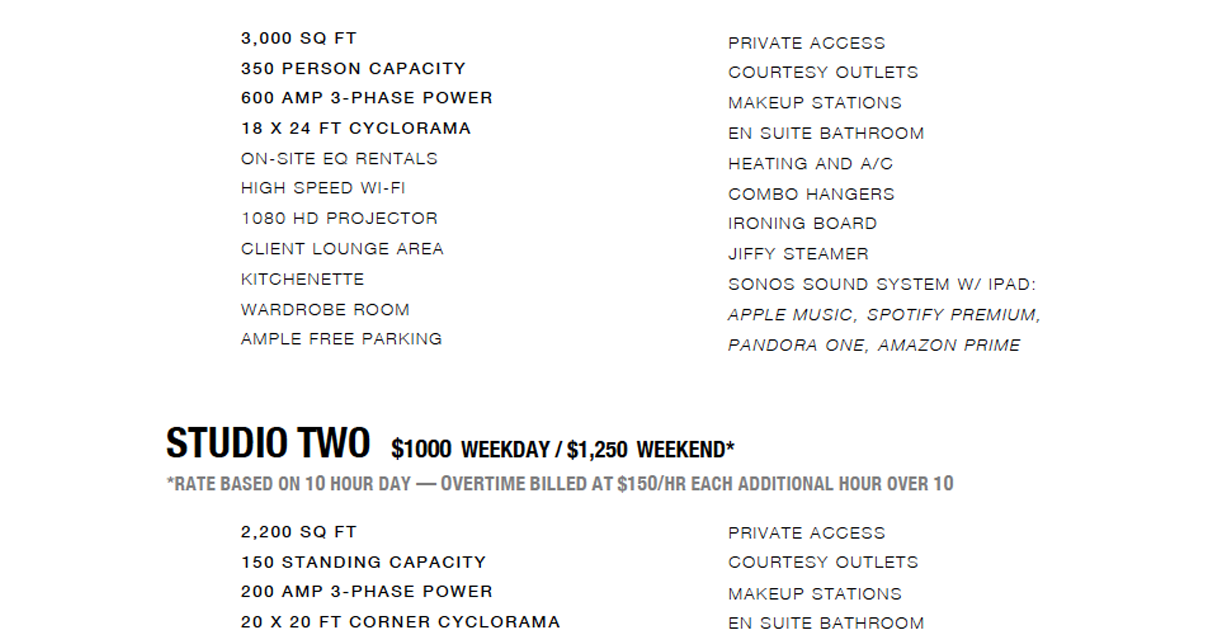 3,000 SQ FT
350 PERSON CAPACITY
600 AMP 3-PHASE POWER
18 X 24 FT CYCLORAMA
ON-SITE EQ RENTALS
HIGH SPEED WI-FI
1080 HD PROJECTOR
CLIENT LOUNGE AREA
KITCHENETTE
WARDROBE ROOM
AMPLE FREE PARKING
PRIVATE ACCESS
COURTESY OUTLETS
MAKEUP STATIONS
EN SUITE BATHROOM
HEATING AND A/C
COMBO HANGERS
IRONING BOARD
JIFFY STEAMER
SONOS SOUND SYSTEM W/ IPAD:
APPLE MUSIC, SPOTIFY PREMIUM,
PANDORA ONE, AMAZON PRIME
STUDIO TWO $1000 WEEKDAY / $1,250 WEEKEND*
*RATE BASED ON 10 HOUR DAY — OVERTIME BILLED AT $150/HR EACH ADDITIONAL HOUR OVER 10
2,200 SQ FT
150 STANDING CAPACITY
200 AMP 3-PHASE POWER
20 X 20 FT CORNER CYCLORAMA
PRIVATE ACCESS
COURTESY OUTLETS
MAKEUP STATIONS
EN SUITE BATHROOM